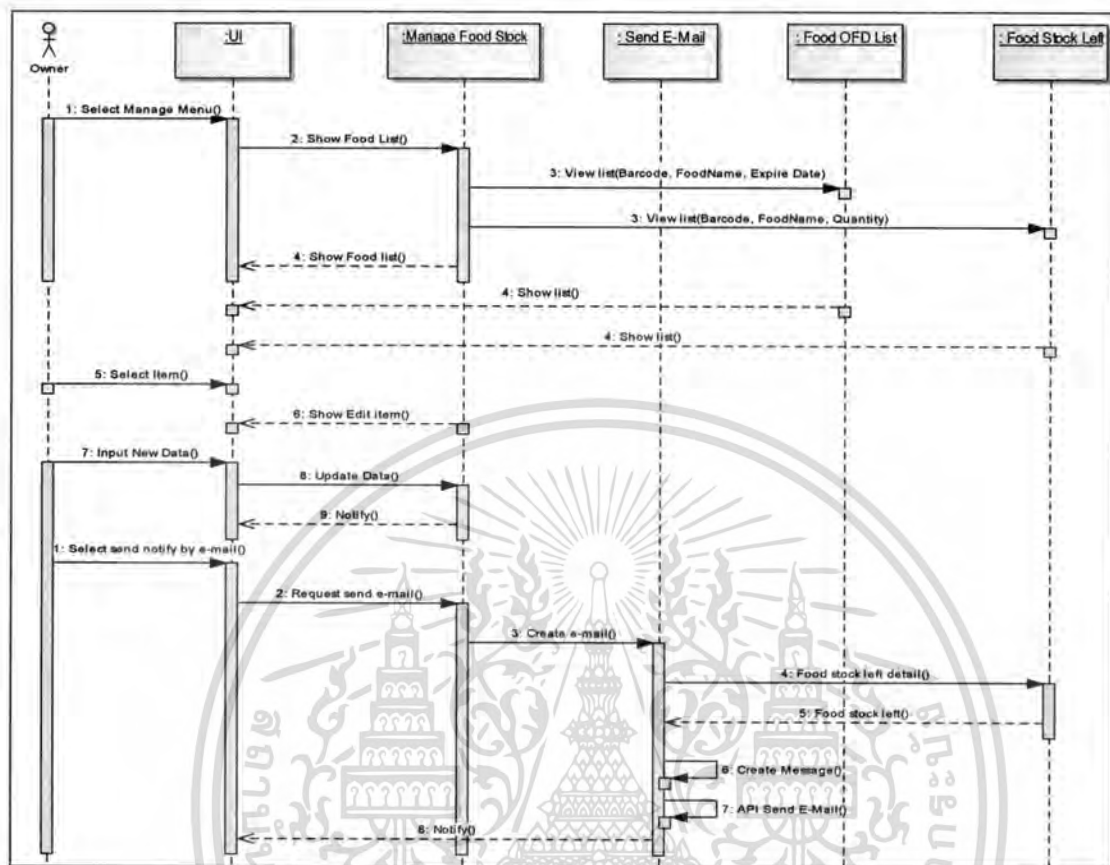 :UI
:Manage Food Stock
: Send E-Mail
: Food OFD List
: Food Stock Left
Owner
1: Select Manage Menu()
2: Show Food List()
3: View list(Barcode, FoodName, Expire Date)
3: View list(Barcode, FoodName, Quantity)
4: Show Food list()
4: Show list()
4: Show list()
5: Select Item()
6: Show Edit item()
7: Input New Data()
8: Update Data()
9: Notify()
1: Select send notify by e-mail()
2: Request send e-mail()
3: Create e-mail()
4: Food stock left detail()
5: Food stock left()
6: Create Message()
7: API Send E-Mail()
8: Notify()